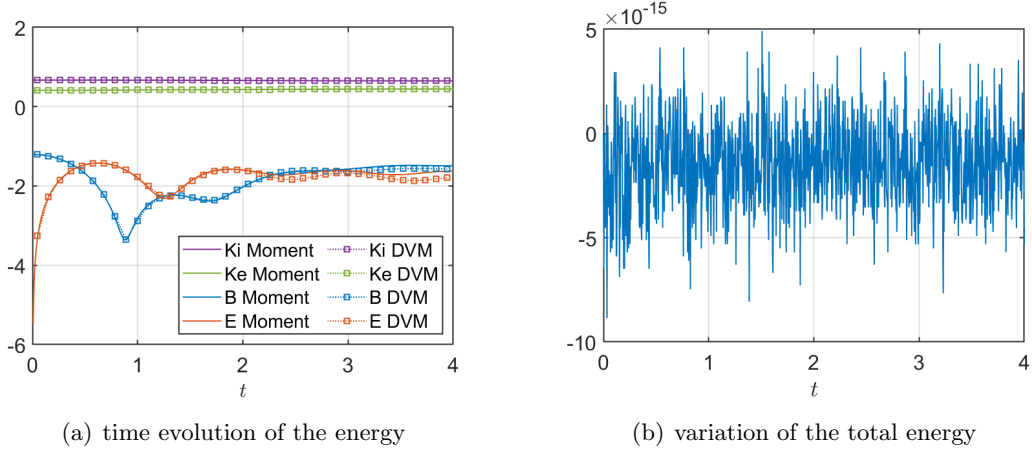 2
0
-2
-4
-6
0 1 2 3 4
t
Ki Moment Ki DVM
Ke Moment Ke DVM
B Moment B DVM
E Moment E DVM
(a) time evolution of the energy
×10^-15
5
0
-5
-10
0 1 2 3 4
t
(b) variation of the total energy